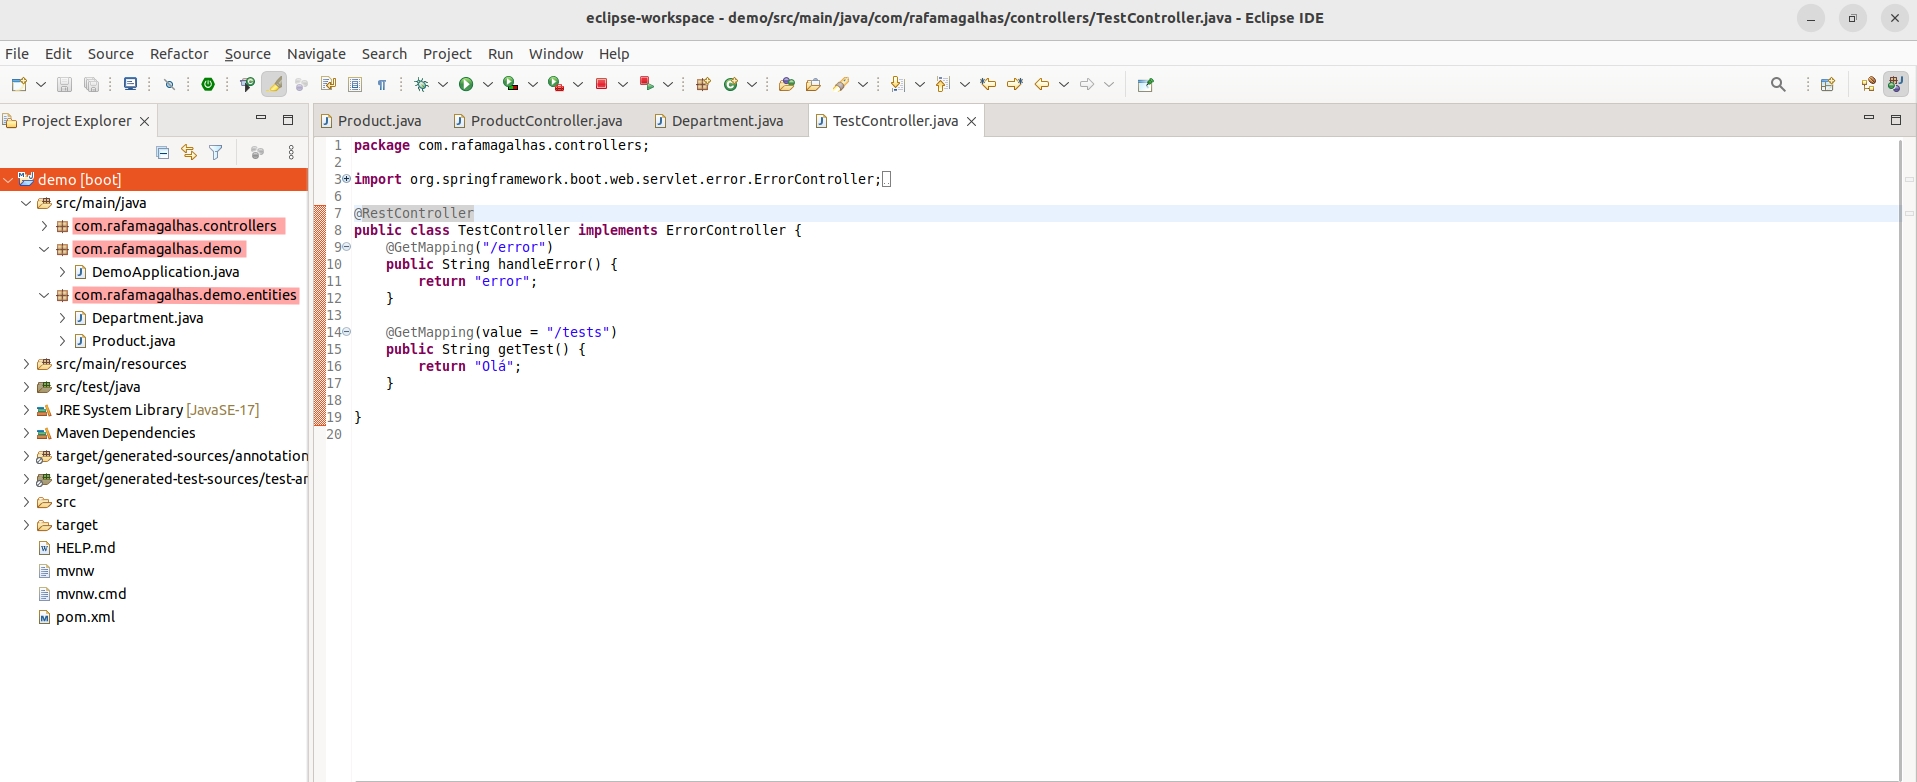 eclipse-workspace - demo/src/main/java/com/rafamagalhas/controllers/TestController.java - Eclipse IDE
File Edit Source Refactor Source Navigate Search Project Run Window Help
Project Explorer
demo [boot]
src/main/java
com.rafamagalhas.controllers
com.rafamagalhas.demo
DemoApplication.java
com.rafamagalhas.demo.entities
Department.java
Product.java
src/main/resources
src/test/java
JRE System Library [JavaSE-17]
Maven Dependencies
target/generated-sources/annotation
target/generated-test-sources/test-ar
src
target
HELP.md
mvnw
mvnw.cmd
pom.xml
Product.java ProductController.java Department.java TestController.java
1 package com.rafamagalhas.controllers;
2
3 import org.springframework.boot.web.servlet.error.ErrorController;
6
7 @RestController
8 public class TestController implements ErrorController {
9 @GetMapping("/error")
10 public String handleError() {
11 return "error";
12 }
13
14 @GetMapping(value = "/tests")
15 public String getTest() {
16 return "Olá";
17 }
18
19 }
20